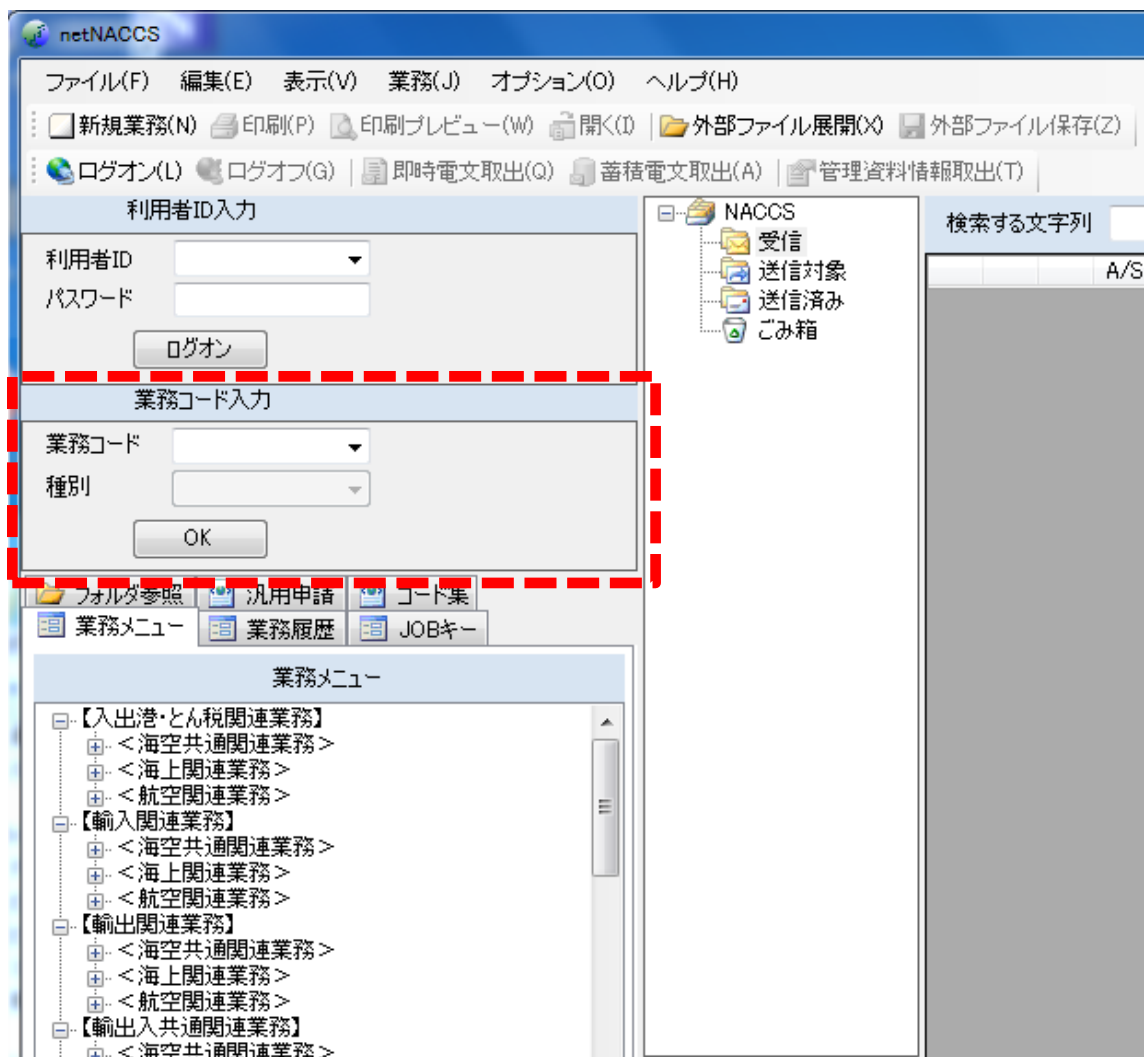 netNACCS
ファイル(F) 編集(E) 表示(V) 業務(J) オプション(O) ヘルプ(H)
新規業務(N) 印刷(P) 印刷プレビュー(W) 開く(I) 外部ファイル展開(X) 外部ファイル保存(Z)
ログオン(L) ログオフ(G) 即時電文取出(Q) 蓄積電文取出(A) 管理資料情報取出(T)
利用者ID入力
利用者ID
パスワード
ログオン
業務コード入力
業務コード
種別
OK
フォルダ参照 汎用申請 コード集
業務メニュー 業務履歴 JOBキー
業務メニュー
【入出港・とん税関連業務】
＜海空共通関連業務＞
＜海上関連業務＞
＜航空関連業務＞
【輸入関連業務】
＜海空共通関連業務＞
＜海上関連業務＞
＜航空関連業務＞
【輸出関連業務】
＜海空共通関連業務＞
＜海上関連業務＞
＜航空関連業務＞
【輸出入共通関連業務】
＜海空共通関連業務＞
NACCS
受信
送信対象
送信済み
ごみ箱
検索する文字列
A/S